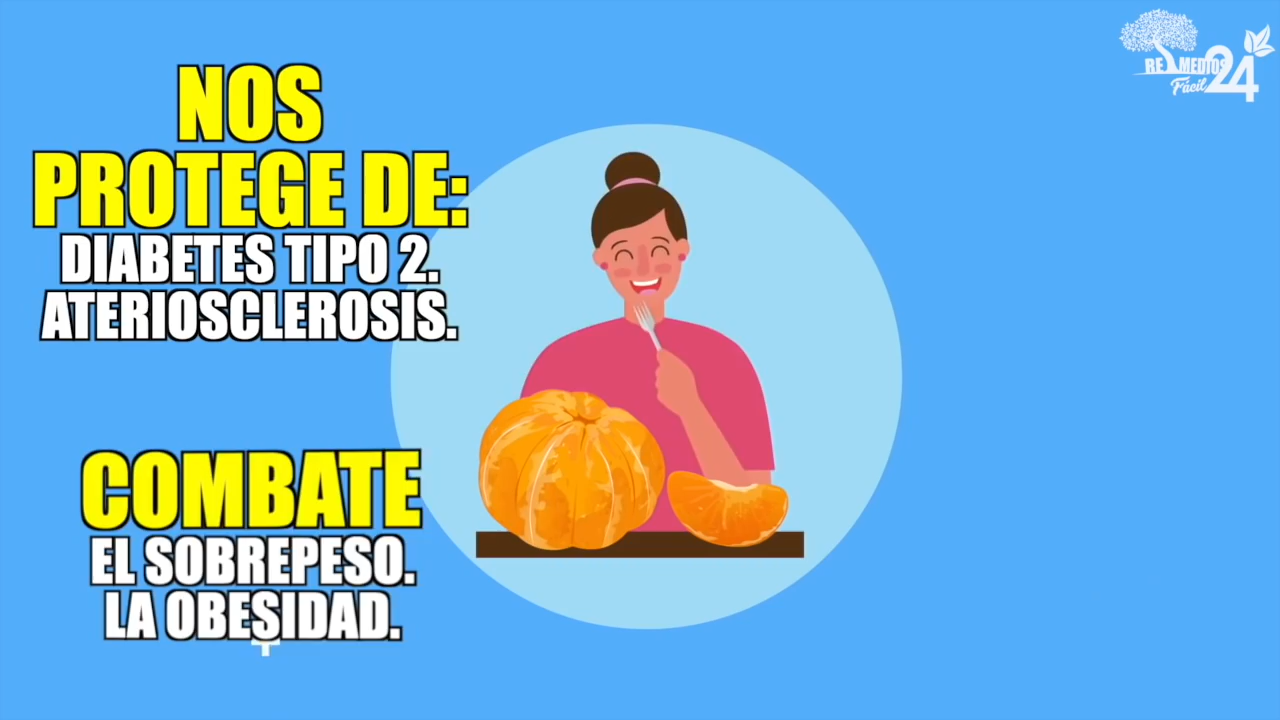 NOS
PROTEGE DE:
DIABETES TIPO 2.
ATERIOSCLEROSIS.
COMBATE
EL SOBREPESO.
LA OBESIDAD.
REMEDIOS
Fácil 24